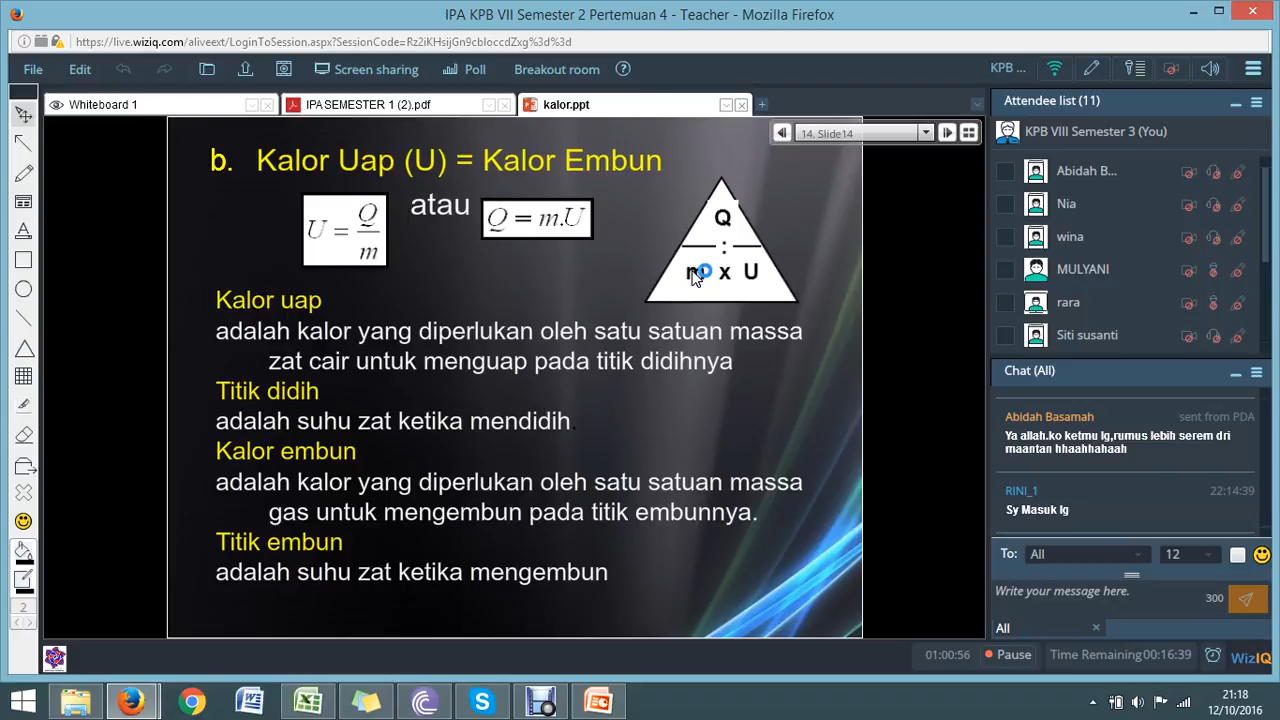 IPA KPB VII Semester 2 Pertemuan 4 - Teacher - Mozilla Firefox
https://live.wiziq.com/aliveext/LoginToSession.aspx?SessionCode=Rz2iKHsijGn9cbloccdZxg%3d%3d
File Edit Screen sharing Poll Breakout room ? KPB ...
Whiteboard 1
IPA SEMESTER 1 (2).pdf
kalor.ppt
14. Slide14
b. Kalor Uap (U) = Kalor Embun
U = Q/m
atau
Q = m.U
Q
:
x U
Kalor uap
adalah kalor yang diperlukan oleh satu satuan massa
zat cair untuk menguap pada titik didihnya
Titik didih
adalah suhu zat ketika mendidih.
Kalor embun
adalah kalor yang diperlukan oleh satu satuan massa
gas untuk mengembun pada titik embunnya.
Titik embun
adalah suhu zat ketika mengembun
2
Attendee list (11)
KPB VIII Semester 3 (You)
Abidah B...
Nia
wina
MULYANI
rara
Siti susanti
Chat (All)
Abidah Basamah sent from PDA
Ya allah.ko ketmu lg,rumus lebih serem dri
maantan hhaahhahaah
RINI_1 22:14:39
Sy Masuk lg
To: All 12
Write your message here. 300
All
01:00:56 Pause Time Remaining 00:16:39 WizIQ
21:18
12/10/2016